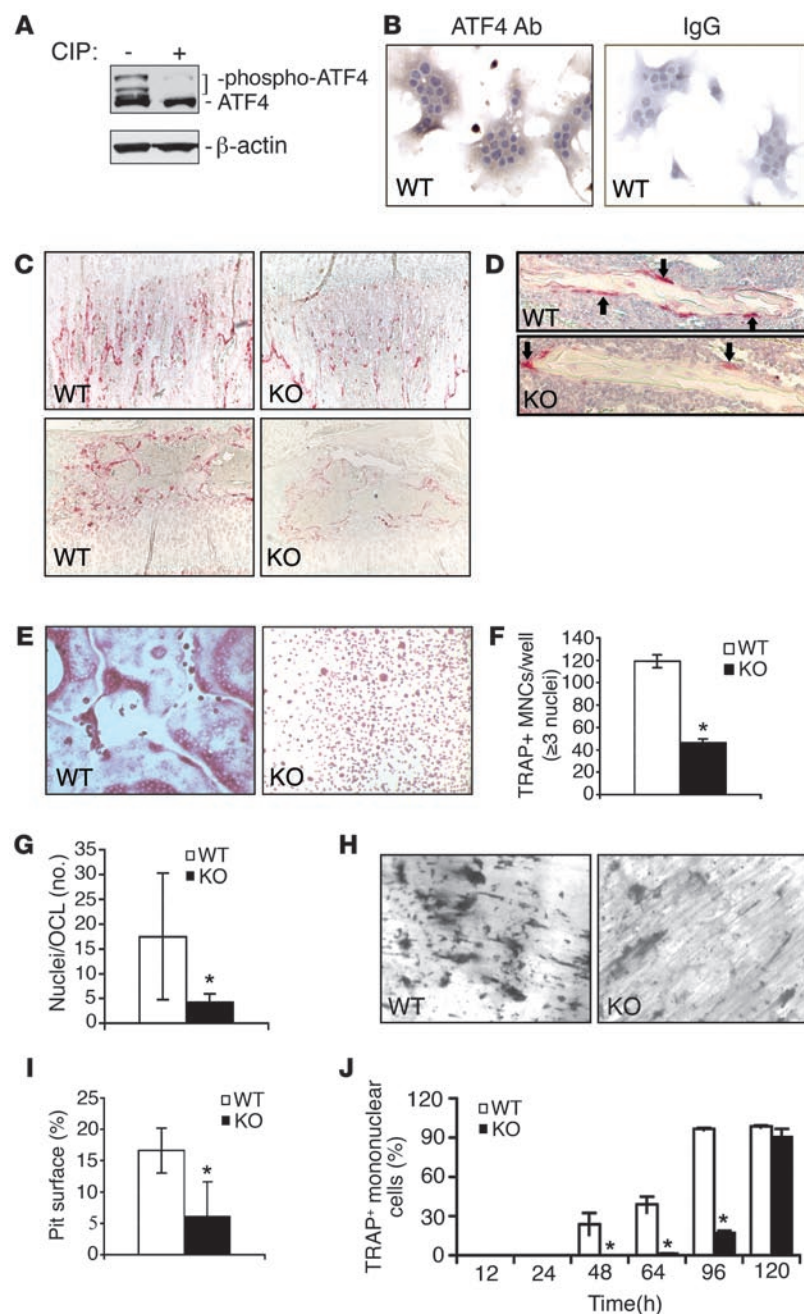 A
CIP: - +
-phospho-ATF4
- ATF4
-β-actin
B
ATF4 Ab IgG
WT WT
C
WT KO
WT KO
D
WT
KO
E
WT KO
F
TRAP+ MNCs/well
(≥3 nuclei)
140
120
100
80
60
40
20
0
WT
KO
*
G
Nuclei/OCL (no.)
35
30
25
20
15
10
5
0
WT
KO
*
H
WT KO
I
Pit surface (%)
25
20
15
10
5
0
WT
KO
*
J
TRAP⁺ mononuclear
cells (%)
120
90
60
30
0
WT
KO
* * *
12 24 48 64 96 120
Time(h)